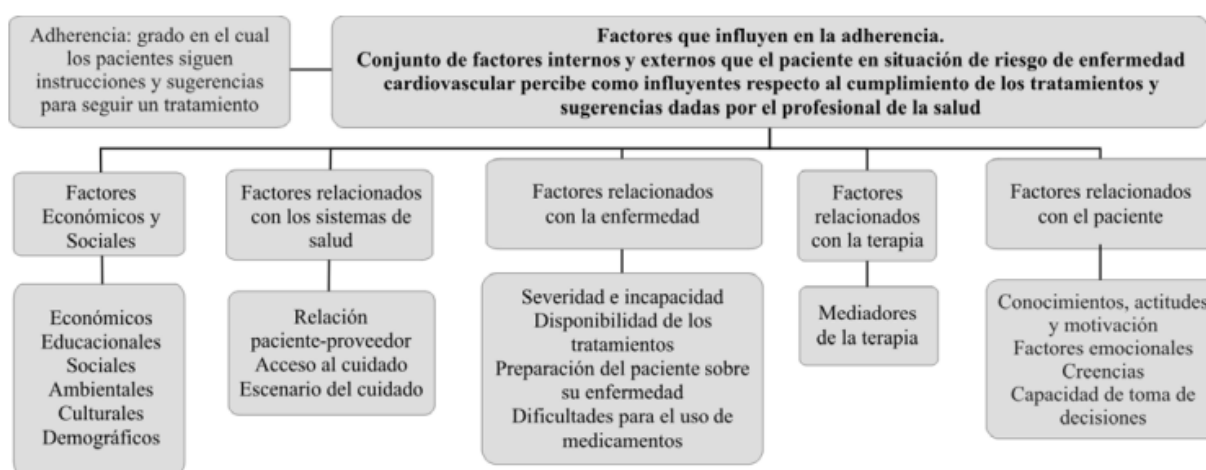 Adherencia: grado en el cual
los pacientes siguen
instrucciones y sugerencias
para seguir un tratamiento
Factores que influyen en la adherencia.
Conjunto de factores internos y externos que el paciente en situación de riesgo de enfermedad
cardiovascular percibe como influyentes respecto al cumplimiento de los tratamientos y
sugerencias dadas por el profesional de la salud
Factores
Económicos y
Sociales
Factores relacionados
con los sistemas de
salud
Factores relacionados
con la enfermedad
Factores
relacionados
con la terapia
Factores relacionados
con el paciente
Económicos
Educacionales
Sociales
Ambientales
Culturales
Demográficos
Relación
paciente-proveedor
Acceso al cuidado
Escenario del cuidado
Severidad e incapacidad
Disponibilidad de los
tratamientos
Preparación del paciente sobre
su enfermedad
Dificultades para el uso de
medicamentos
Mediadores
de la terapia
Conocimientos, actitudes
y motivación
Factores emocionales
Creencias
Capacidad de toma de
decisiones